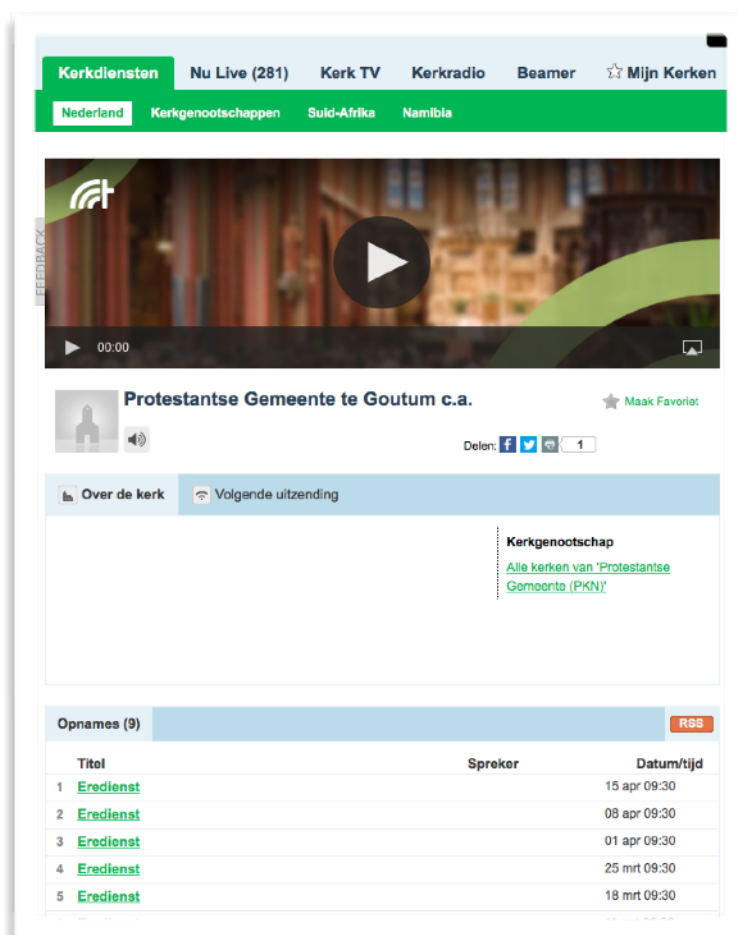 Kerkdiensten Nu Live (281) Kerk TV Kerkradio Beamer Mijn Kerken
Nederland Kerkgenootschappen Suid-Afrika Namibia
FEEDBACK
00:00
Protestantse Gemeente te Goutum c.a.
Maak Favoriet
Delen: 1
Over de kerk Volgende uitzending
Kerkgenootschap
Alle kerken van 'Protestantse
Gemeente (PKN)'
Opnames (9) RSS
Titel Spreker Datum/tijd
1 Eredienst 15 apr 09:30
2 Eredienst 08 apr 09:30
3 Eredienst 01 apr 09:30
4 Eredienst 25 mrt 09:30
5 Eredienst 18 mrt 09:30